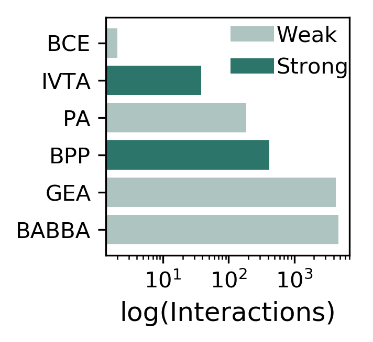 BCE
IVTA
PA
BPP
GEA
BABBA
Weak
Strong
10¹ 10² 10³
log(Interactions)